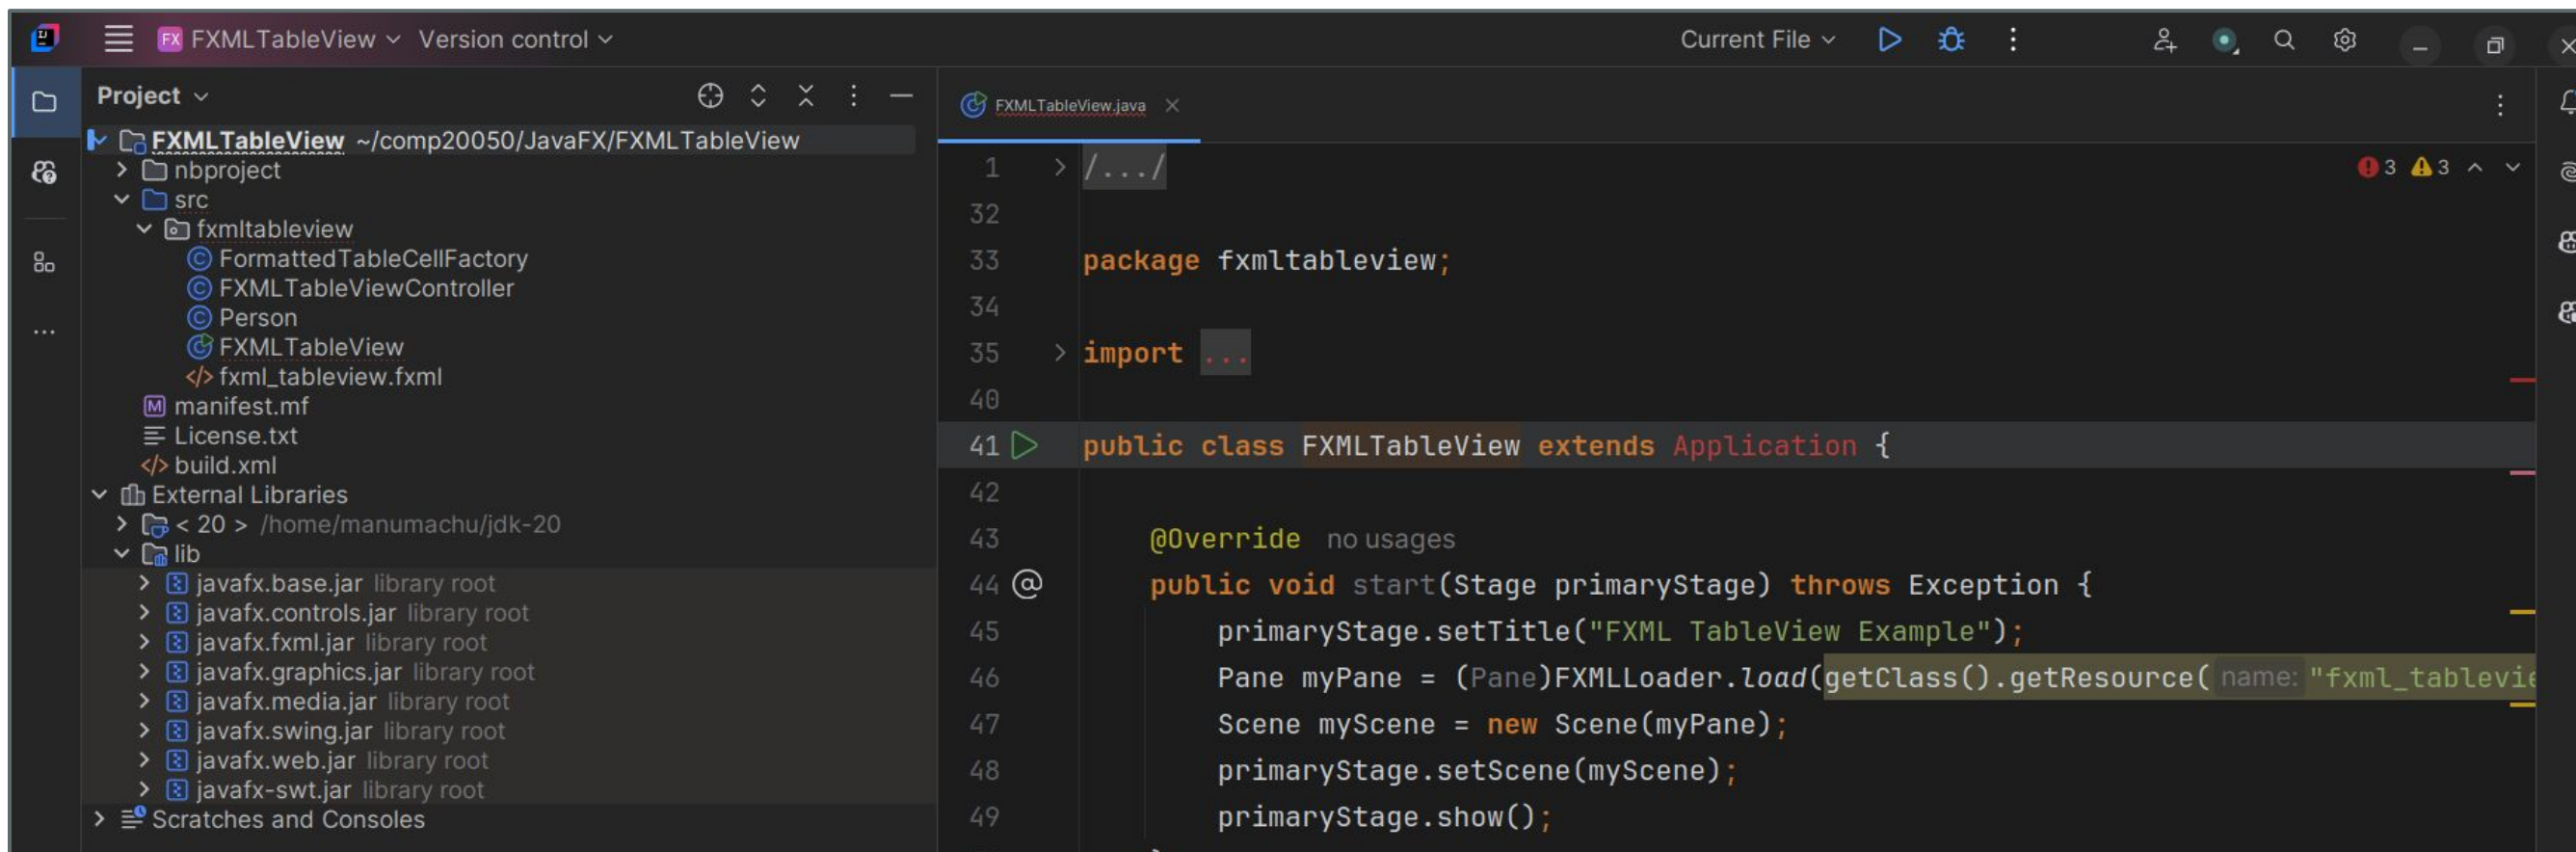 FX FXMLTableView Version control Current File
Project
FXMLTableView ~/comp20050/JavaFX/FXMLTableView
nbproject
src
fxmltableview
FormattedTableCellFactory
FXMLTableViewController
Person
FXMLTableView
fxml_tableview.fxml
manifest.mf
License.txt
build.xml
External Libraries
< 20 > /home/manumachu/jdk-20
lib
javafx.base.jar library root
javafx.controls.jar library root
javafx.fxml.jar library root
javafx.graphics.jar library root
javafx.media.jar library root
javafx.swing.jar library root
javafx.web.jar library root
javafx-swt.jar library root
Scratches and Consoles
FXMLTableView.java
1 /.../ 3 3
32
33 package fxmltableview;
34
35 import ...
40
41 public class FXMLTableView extends Application {
42
43 @Override no usages
44 public void start(Stage primaryStage) throws Exception {
45 primaryStage.setTitle("FXML TableView Example");
46 Pane myPane = (Pane)FXMLLoader.load(getClass().getResource( name: "fxml_tablevie
47 Scene myScene = new Scene(myPane);
48 primaryStage.setScene(myScene);
49 primaryStage.show();